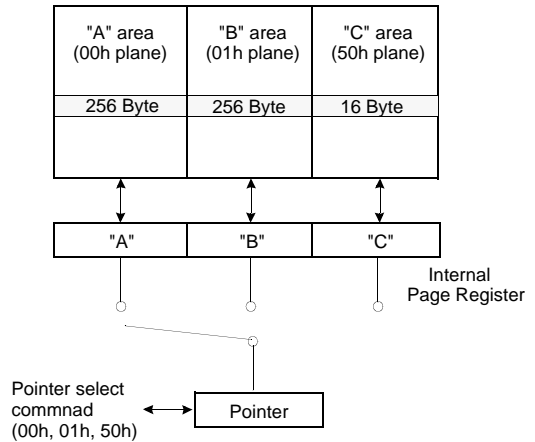 "A" area
(00h plane)
"B" area
(01h plane)
"C" area
(50h plane)
256 Byte
256 Byte
16 Byte
"A"
"B"
"C"
Internal
Page Register
Pointer select
commnad
(00h, 01h, 50h)
Pointer